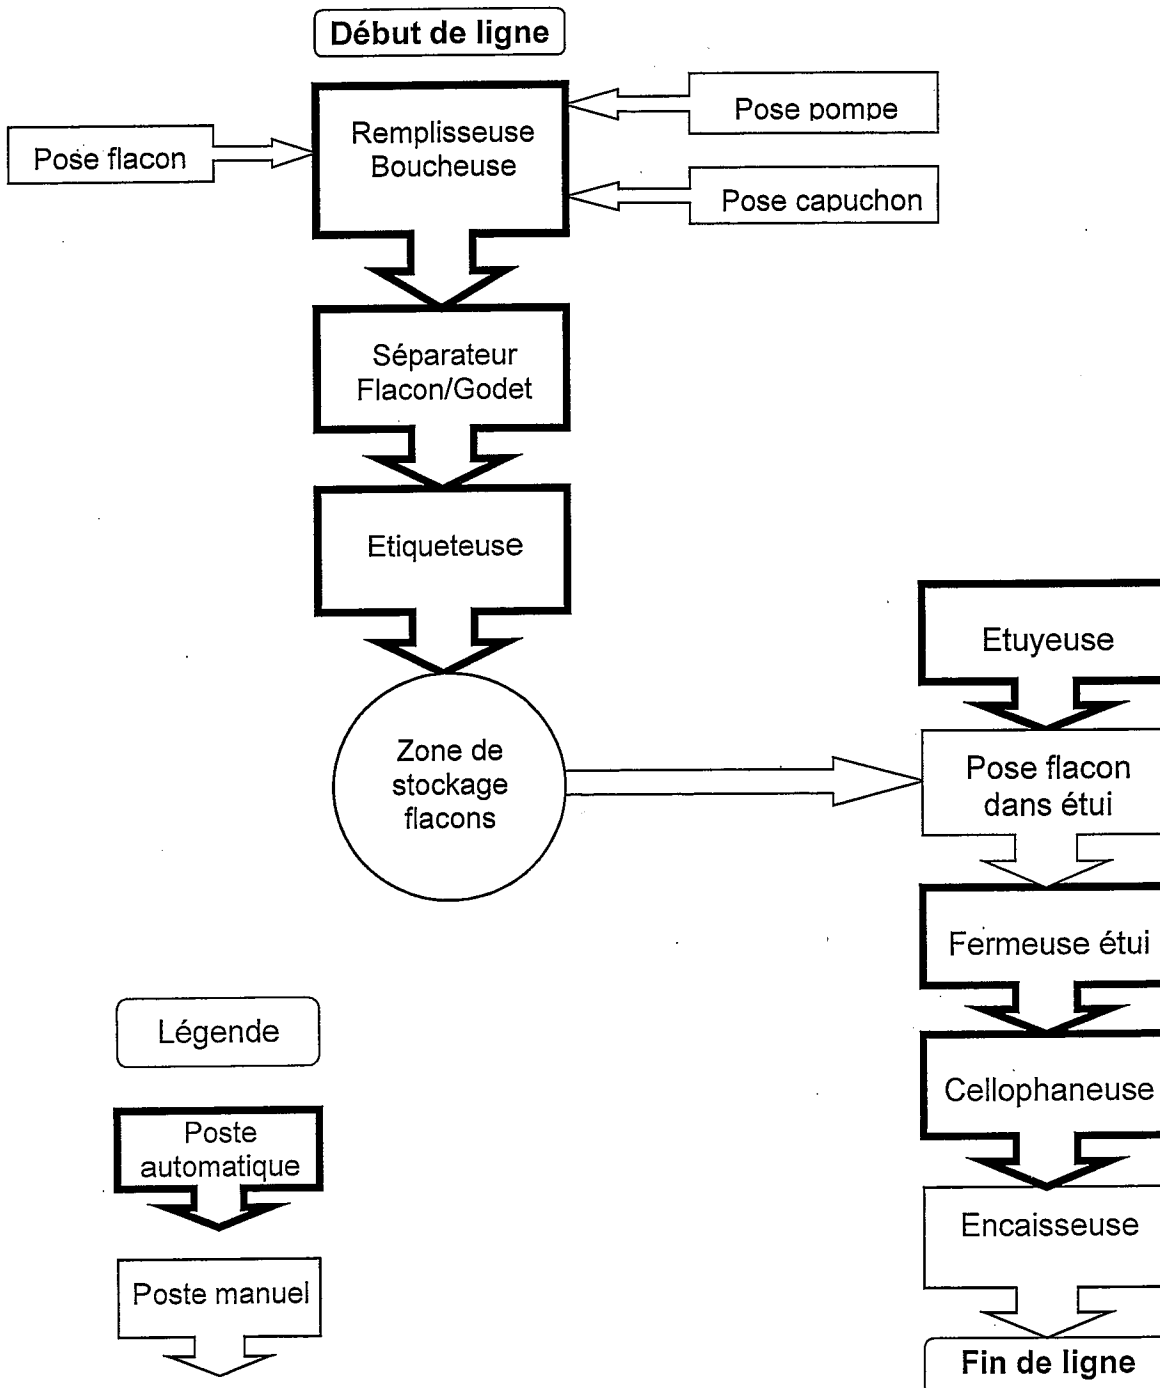 Début de ligne
Pose flacon
Remplisseuse
Boucheuse
Pose pompe
Pose capuchon
Séparateur
Flacon/Godet
Etiqueteuse
Zone de
stockage
flacons
Etuyeuse
Pose flacon
dans étui
Fermeuse étui
Cellophaneuse
Encaisseuse
Fin de ligne
Légende
Poste
automatique
Poste manuel